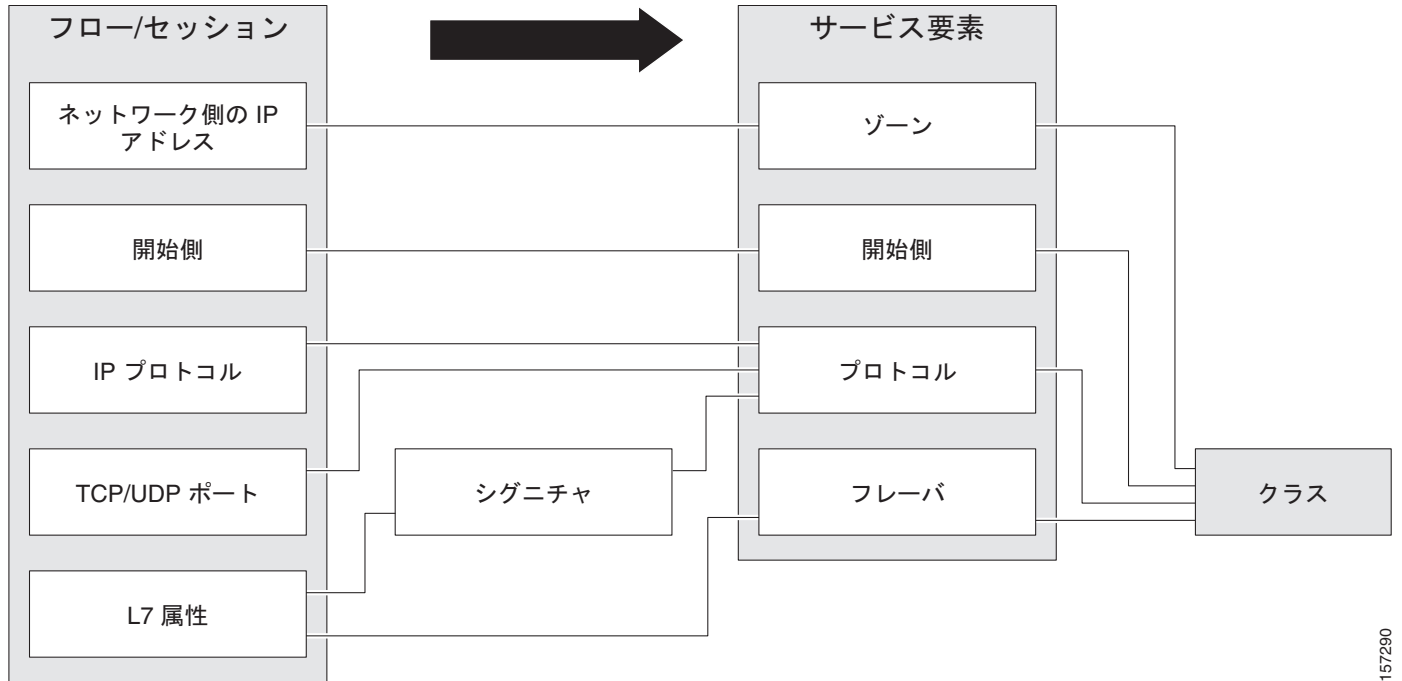 フロー/セッション
ネットワーク側の IP
アドレス
開始側
IP プロトコル
TCP/UDP ポート
L7 属性
シグニチャ
サービス要素
ゾーン
開始側
プロトコル
フレーバ
クラス
157290